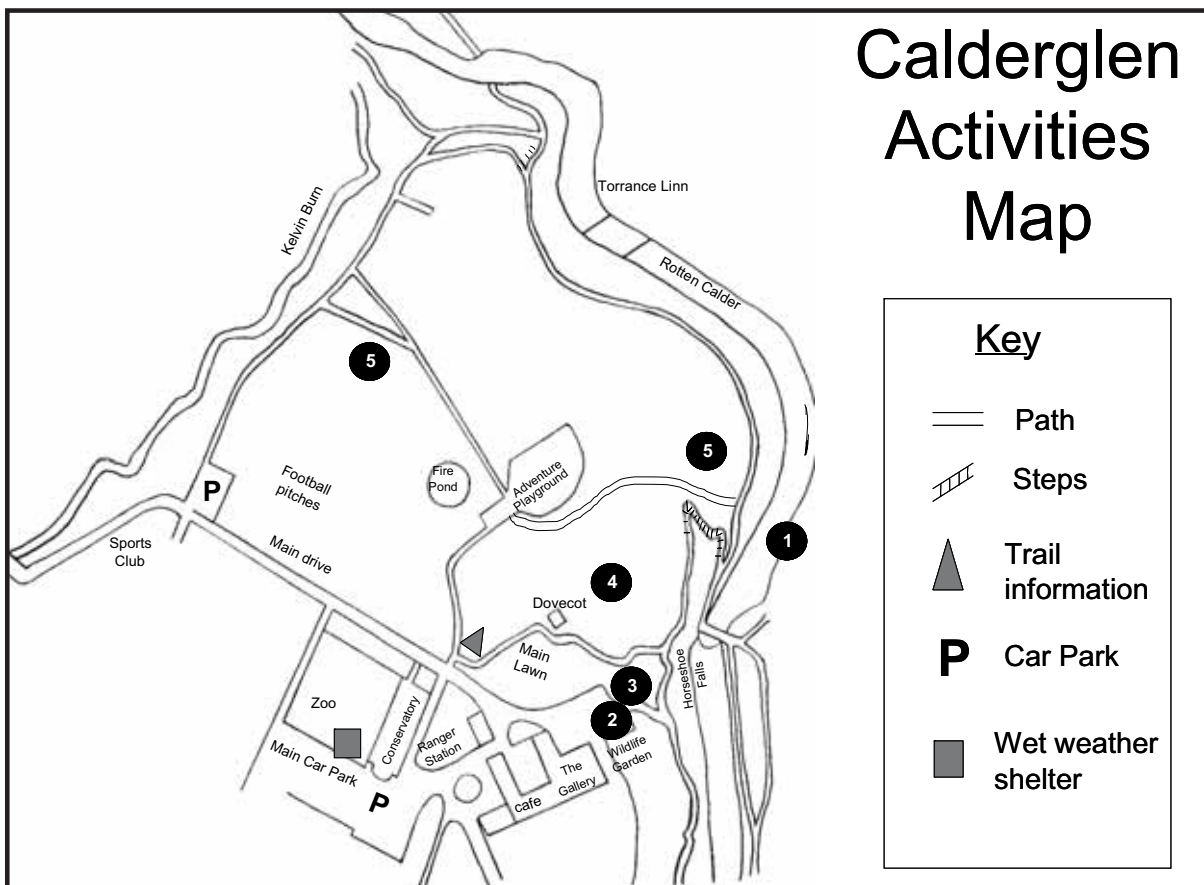 Calderglen
Activities
Map
Kelvin Burn
Torrance Linn
Rotten Calder
5
5
Fire
Pond
Adventure
Playground
P
Football
pitches
Sports
Club
Main drive
1
4
Dovecot
Main
Lawn
3
2
Horseshoe
Falls
Zoo
Conservatory
Ranger
Station
Wildlife
Garden
Main Car Park
P
The
Gallery
cafe
Key
Path
Steps
Trail
information
P
Car Park
Wet weather
shelter